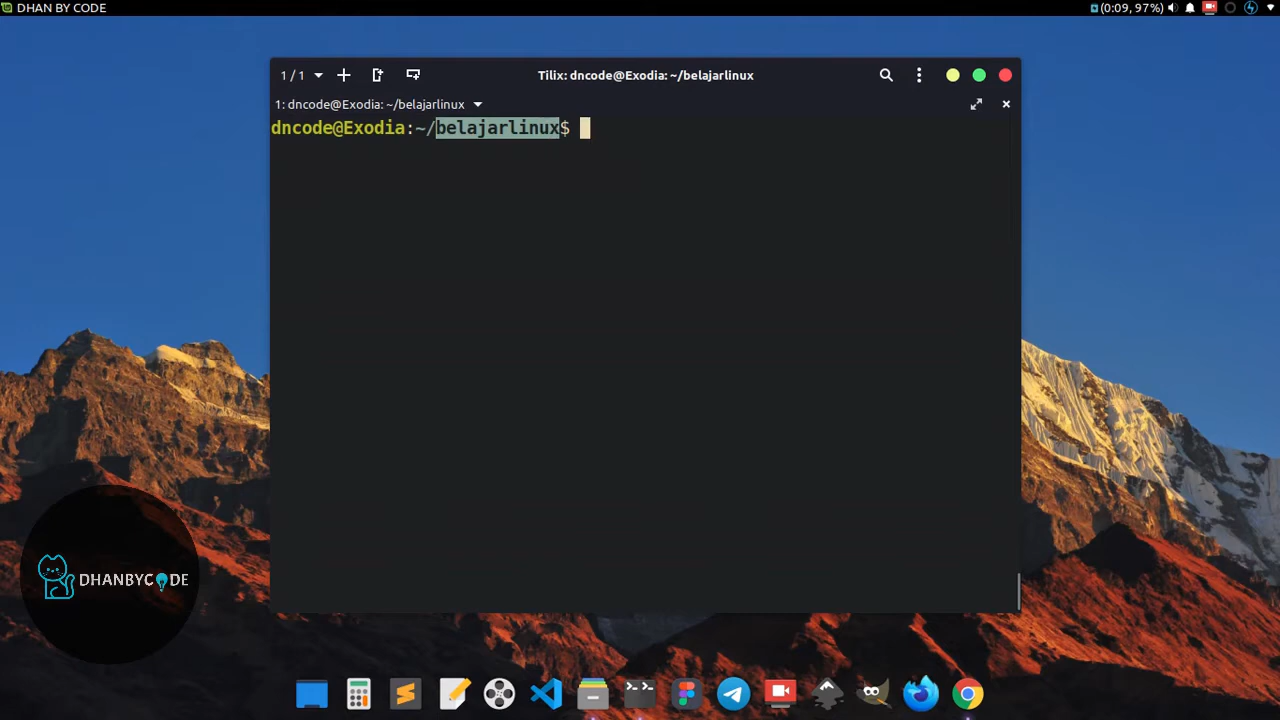 DHAN BY CODE
(0:09, 97%)
1 / 1
Tilix: dncode@Exodia: ~/belajarlinux
1: dncode@Exodia: ~/belajarlinux
dncode@Exodia:~/belajarlinux$
DHANBYCODE